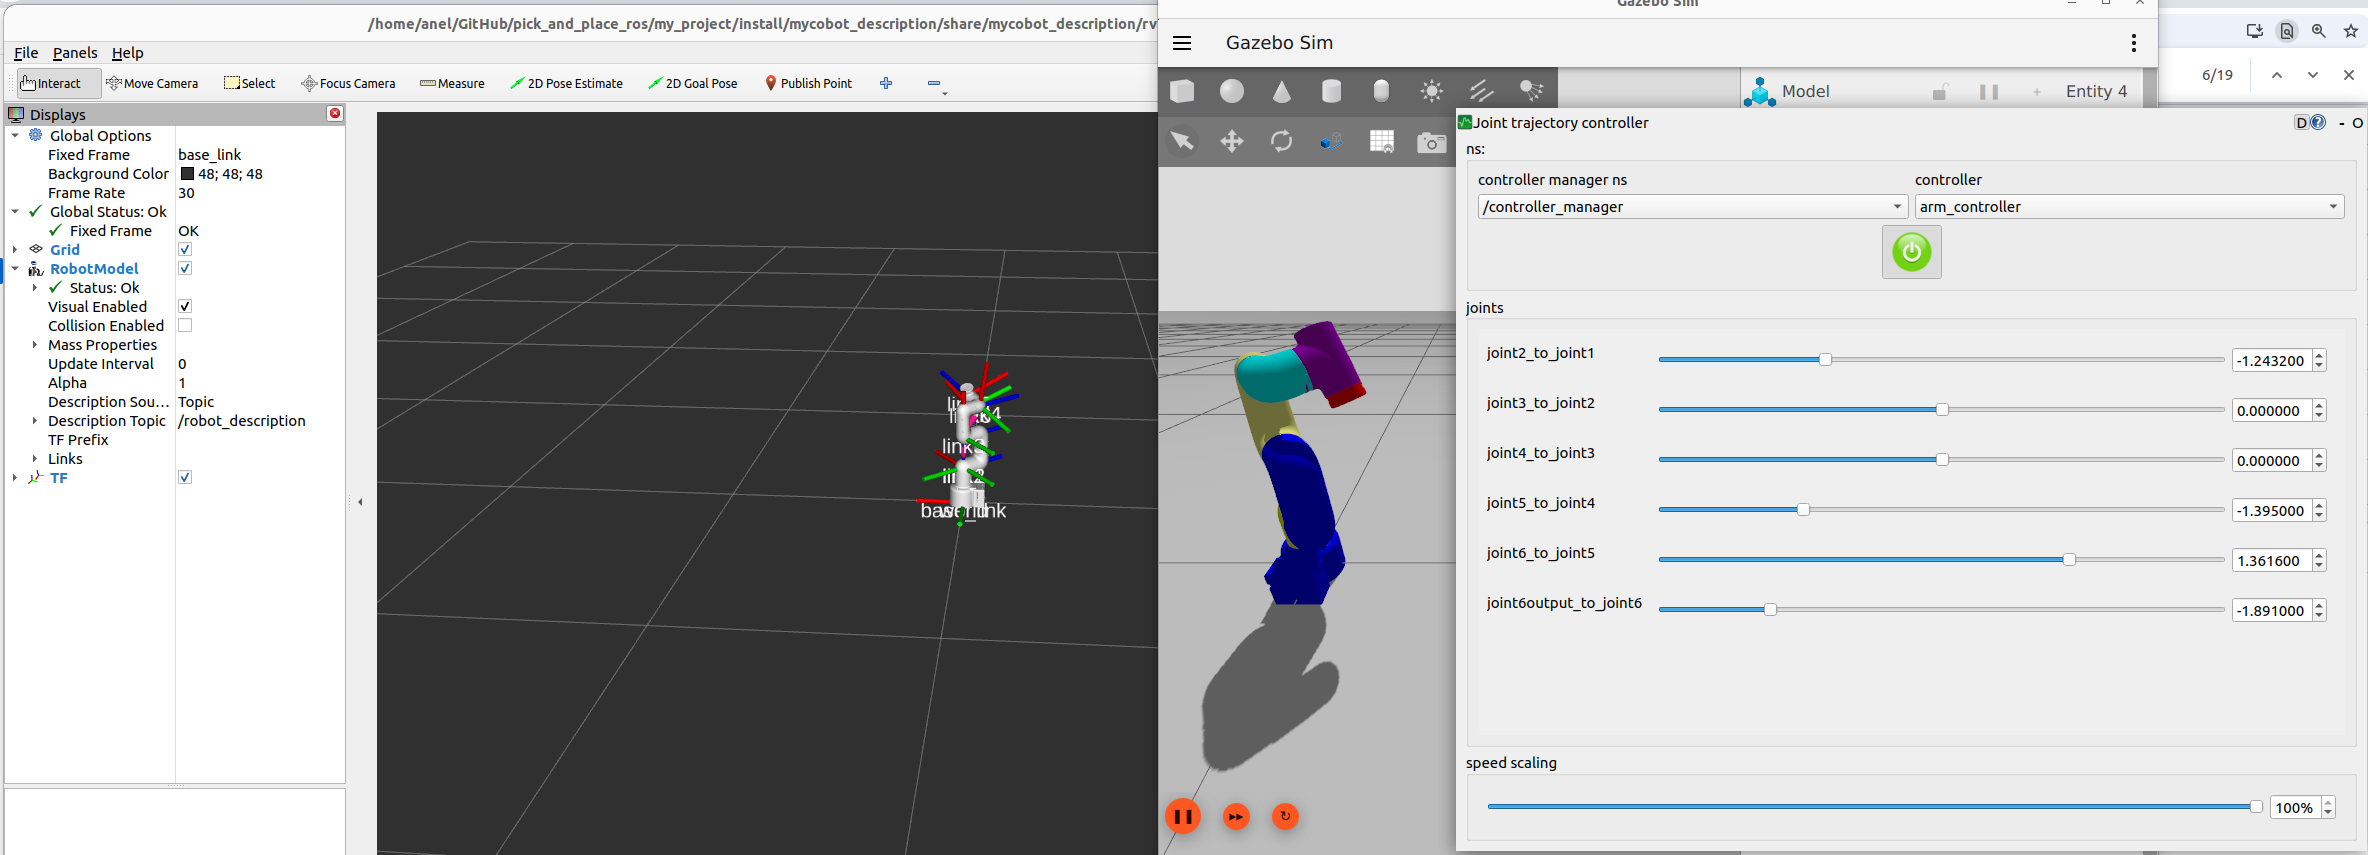 /home/anel/GitHub/pick_and_place_ros/my_project/install/mycobot_description/share/mycobot_description/rv
File Panels Help
Interact Move Camera Select Focus Camera Measure 2D Pose Estimate 2D Goal Pose Publish Point
Displays
Global Options
Fixed Frame base_link
Background Color 48; 48; 48
Frame Rate 30
Global Status: Ok
Fixed Frame OK
Grid
RobotModel
Status: Ok
Visual Enabled
Collision Enabled
Mass Properties
Update Interval 0
Alpha 1
Description Sou... Topic
Description Topic /robot_description
TF Prefix
Links
TF
Gazebo Sim
Gazebo Sim
Model Entity 4
6/19
Joint trajectory controller D - O
ns:
controller manager ns controller
/controller_manager arm_controller
joints
joint2_to_joint1 -1.243200
joint3_to_joint2 0.000000
joint4_to_joint3 0.000000
joint5_to_joint4 -1.395000
joint6_to_joint5 1.361600
joint6output_to_joint6 -1.891000
speed scaling
100%